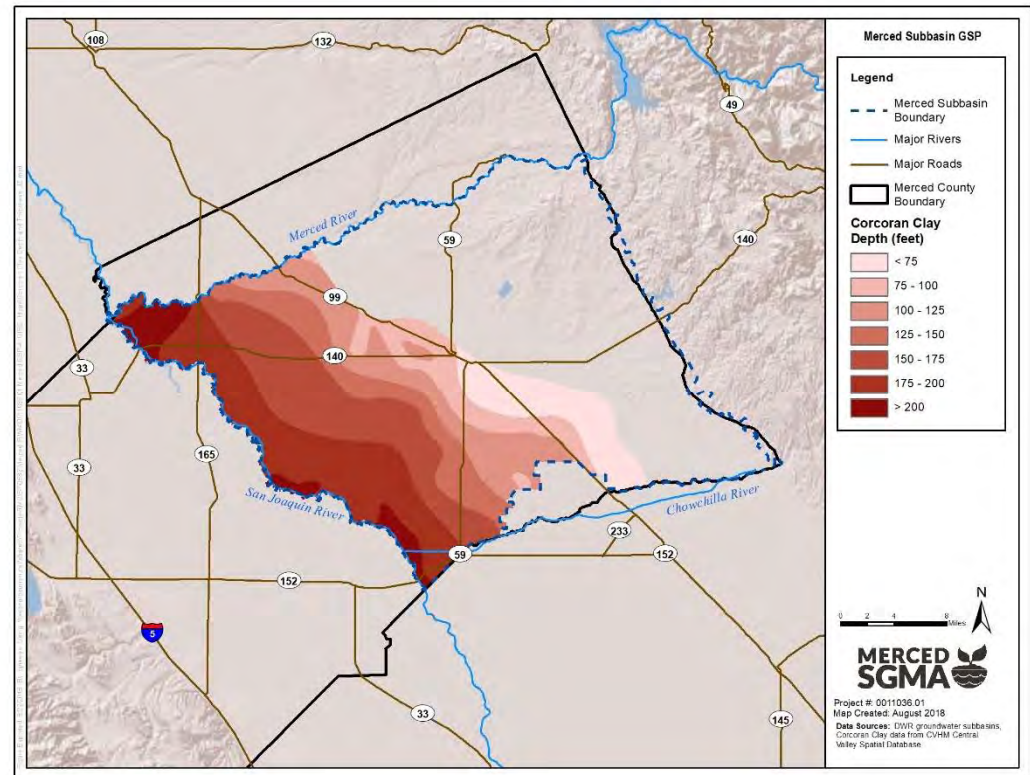 Merced Subbasin GSP
Legend
Merced Subbasin
Boundary
Major Rivers
Major Roads
Merced County
Boundary
Corcoran Clay
Depth (feet)
< 75
75 - 100
100 - 125
125 - 150
150 - 175
175 - 200
> 200
108
132
49
Merced River
59
140
99
140
33
33
165
San Joaquin River
Chowchilla River
233
59
152
152
5
33
145
N
0 2 4 8
Miles
MERCED
SGMA
Project #: 0011036.01
Map Created: August 2018
Data Sources: DWR groundwater subbasins,
Corcoran Clay data from CVHM Central
Valley Spatial Database